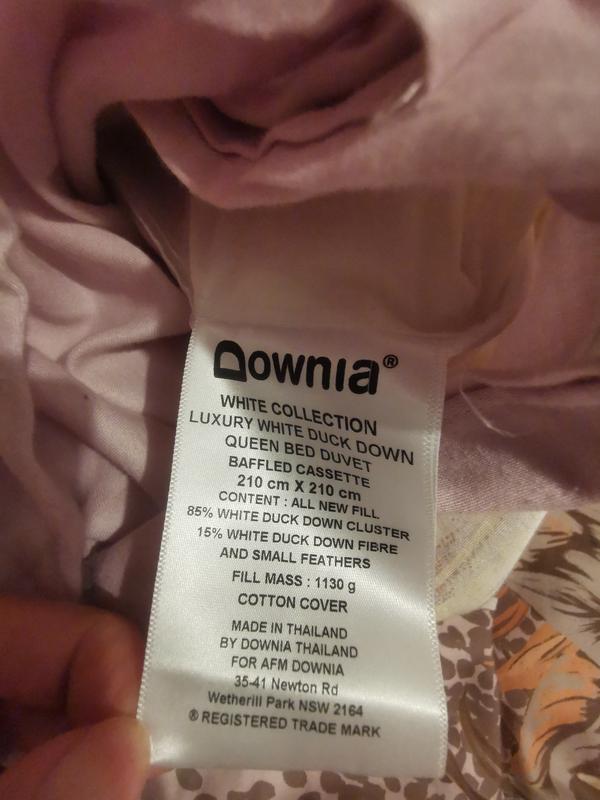 Downia®
WHITE COLLECTION
LUXURY WHITE DUCK DOWN
QUEEN BED DUVET
BAFFLED CASSETTE
210 cm X 210 cm
CONTENT : ALL NEW FILL
85% WHITE DUCK DOWN CLUSTER
15% WHITE DUCK DOWN FIBRE
AND SMALL FEATHERS
FILL MASS : 1130 g
COTTON COVER
MADE IN THAILAND
BY DOWNIA THAILAND
FOR AFM DOWNIA
35-41 Newton Rd
Wetherill Park NSW 2164
® REGISTERED TRADE MARK